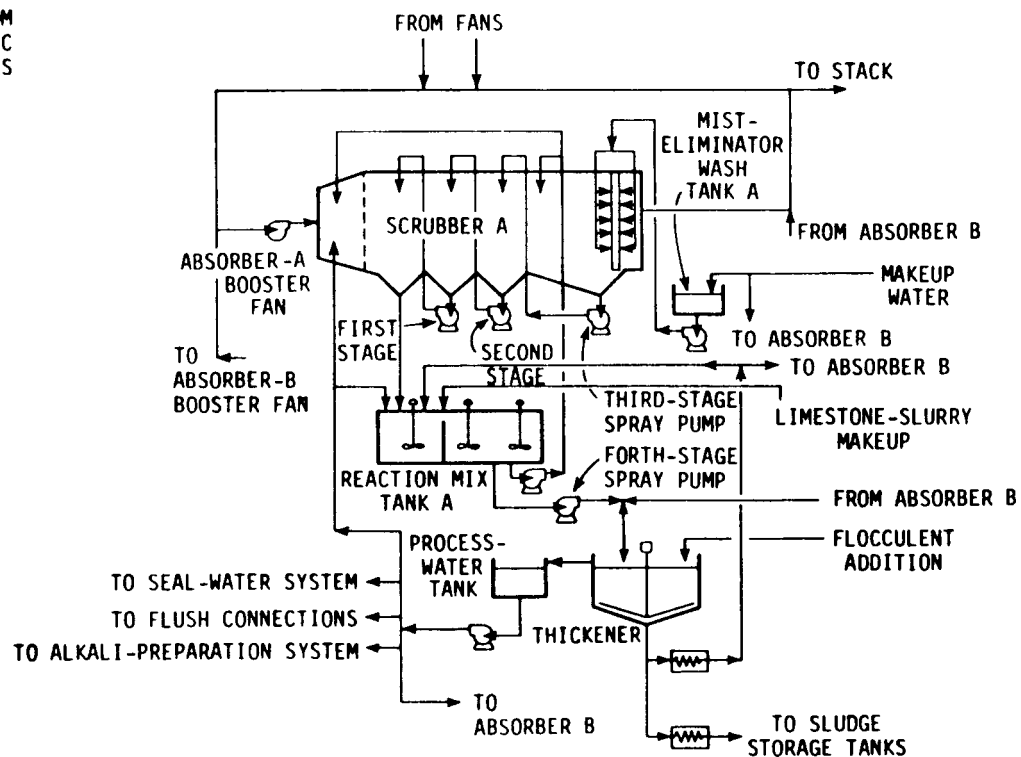 M
C
S
FROM FANS
TO STACK
MIST-
ELIMINATOR
WASH
TANK A
SCRUBBER A
FROM ABSORBER B
ABSORBER-A
BOOSTER
FAN
MAKEUP
WATER
FIRST
STAGE
SECOND
STAGE
TO ABSORBER B
TO
ABSORBER-B
BOOSTER FAN
TO ABSORBER B
THIRD-STAGE
SPRAY PUMP
LIMESTONE-SLURRY
MAKEUP
REACTION MIX
TANK A
FORTH-STAGE
SPRAY PUMP
FROM ABSORBER B
PROCESS-
WATER
TANK
FLOCCULENT
ADDITION
TO SEAL-WATER SYSTEM
TO FLUSH CONNECTIONS
THICKENER
TO ALKALI-PREPARATION SYSTEM
TO
ABSORBER B
TO SLUDGE
STORAGE TANKS